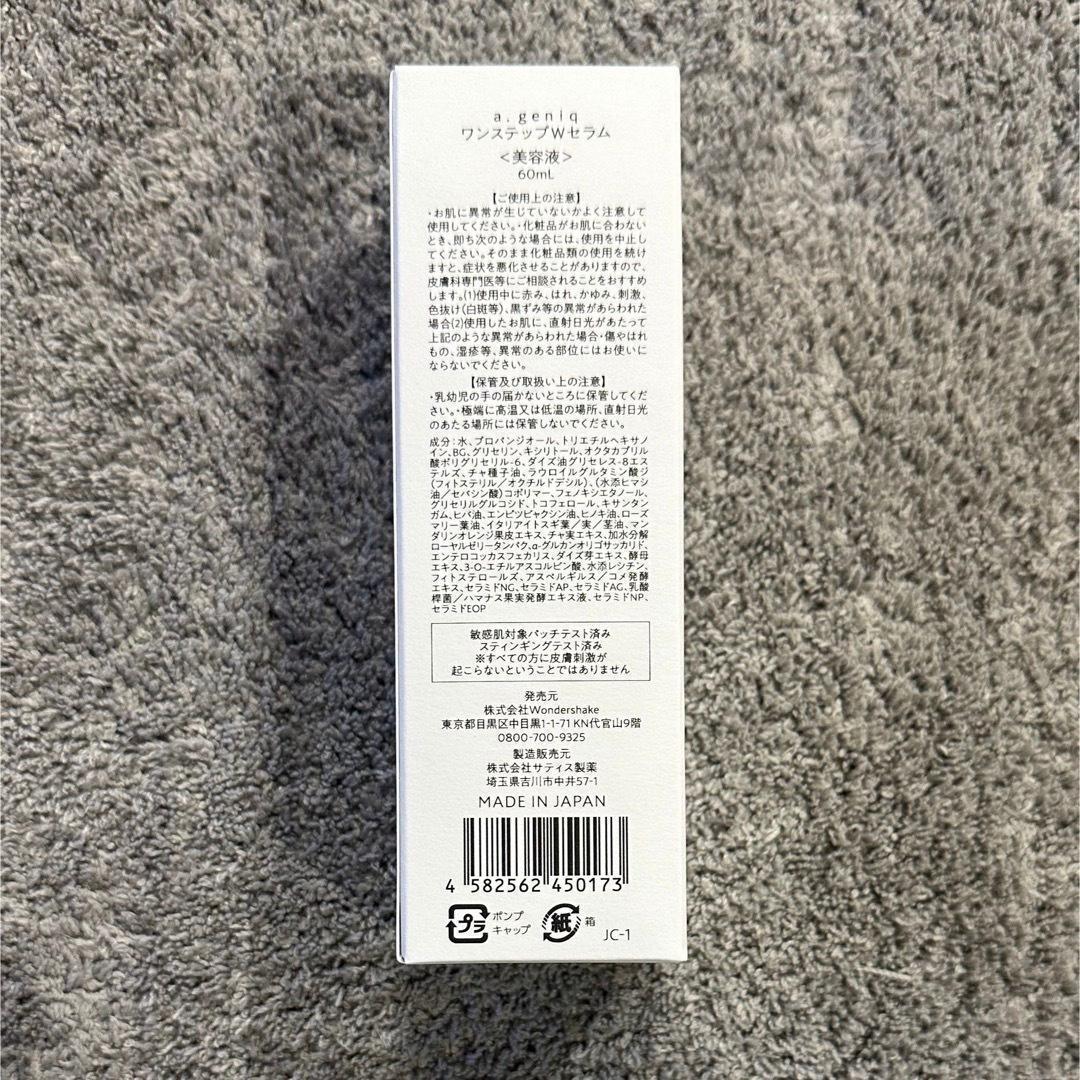 a. geniq
ワンステップWセラム
＜美容液＞
60mL
【ご使用上の注意】
・お肌に異常が生じていないかよく注意して
使用してください。・化粧品がお肌に合わない
とき、即ち次のような場合には、使用を中止し
てください。そのまま化粧品類の使用を続け
ますと、症状を悪化させることがありますので、
皮膚科専門医等にご相談されることをおすすめ
します。(1)使用中に赤み、はれ、かゆみ、刺激、
色抜け(白斑等)、黒ずみ等の異常があらわれた
場合(2)使用したお肌に、直射日光があたって
上記のような異常があらわれた場合・傷やはれ
もの、湿疹等、異常のある部位にはお使いに
ならないでください。
【保管及び取扱い上の注意】
・乳幼児の手の届かないところに保管してくだ
さい。・極端に高温又は低温の場所、直射日光
のあたる場所には保管しないでください。
成分：水、プロパンジオール、トリエチルヘキサノ
イン、BG、グリセリン、キシリトール、オクタカプリル
酸ポリグリセリル-6、ダイズ油グリセレス-8エス
テルズ、チャ種子油、ラウロイルグルタミン酸ジ
(フィトステリル／オクチルドデシル)、(水添ヒマシ
油／セバシン酸)コポリマー、フェノキシエタノール、
グリセリルグルコシド、トコフェロール、キサンタン
ガム、ヒバ油、エンピツビャクシン油、ヒノキ油、ローズ
マリー葉油、イタリアイトスギ葉／実／茎油、マン
ダリンオレンジ果皮エキス、チャ実エキス、加水分解
ローヤルゼリータンパク、α-グルカンオリゴサッカリド、
エンテロコッカスフェカリス、ダイズ芽エキス、酵母
エキス、3-O-エチルアスコルビン酸、水添レシチン、
フィトステロールズ、アスペルギルス／コメ発酵
エキス、セラミドNG、セラミドAP、セラミドAG、乳酸
桿菌／ハマナス果実発酵エキス液、セラミドNP、
セラミドEOP
敏感肌対象パッチテスト済み
スティンギングテスト済み
※すべての方に皮膚刺激が
起こらないということではありません
発売元
株式会社Wondershake
東京都目黒区中目黒1-1-71 KN代官山9階
0800-700-9325
製造販売元
株式会社サティス製薬
埼玉県吉川市中井57-1
MADE IN JAPAN
4 582562 450173
プラ ポンプ
キャップ
紙 箱
JC-1